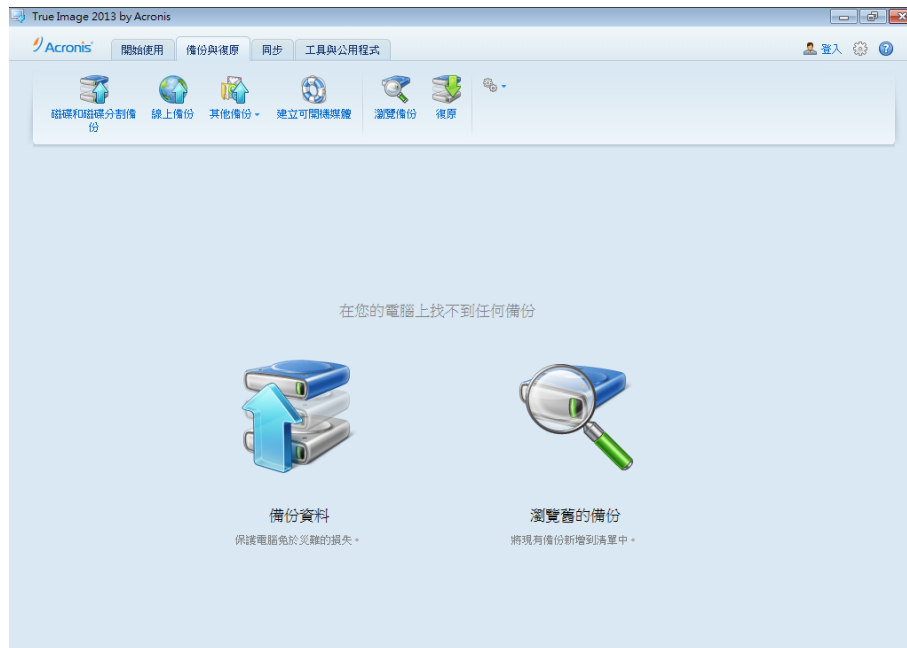 True Image 2013 by Acronis
Acronis
開始使用
備份與復原
同步
工具與公用程式
登入
磁碟和磁碟分割備
份
線上備份
其他備份
建立可開機媒體
瀏覽備份
復原
在您的電腦上找不到任何備份
備份資料
保護電腦免於災難的損失。
瀏覽舊的備份
將現有備份新增到清單中。